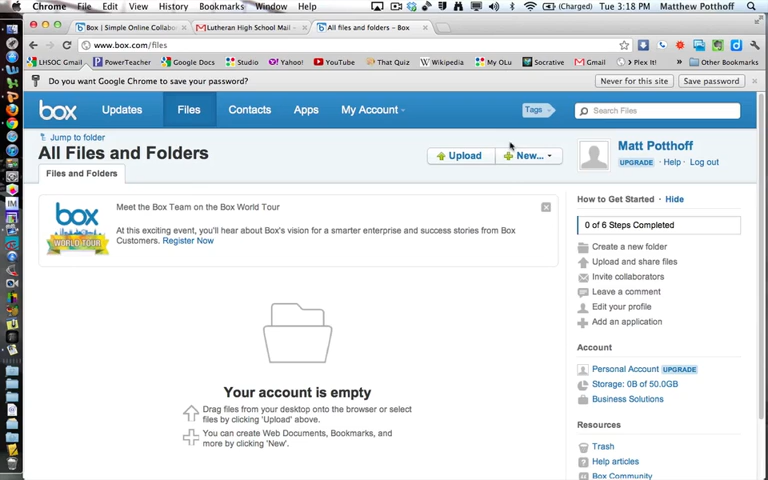 Chrome File Edit View History Bookmarks Window Help (Charged) Tue 3:18 PM Matthew Potthoff
Box | Simple Online Collabo Lutheran High School Mail - All files and folders - Box
www.box.com/files
LHSOC Gmail PowerTeacher Google Docs Studio Yahoo! YouTube That Quiz Wikipedia My OLu Socrative Gmail Plex It! » Other Bookmarks
Do you want Google Chrome to save your password? Never for this site Save password
box Updates Files Contacts Apps My Account Tags Search Files
Jump to folder
All Files and Folders
Upload New...
Matt Potthoff
UPGRADE · Help · Log out
Files and Folders
Meet the Box Team on the Box World Tour
At this exciting event, you'll hear about Box's vision for a smarter enterprise and success stories from Box
Customers. Register Now
box
WORLD TOUR
Your account is empty
Drag files from your desktop onto the browser or select
files by clicking 'Upload' above.
You can create Web Documents, Bookmarks, and
more by clicking 'New'.
How to Get Started · Hide
0 of 6 Steps Completed
Create a new folder
Upload and share files
Invite collaborators
Leave a comment
Edit your profile
Add an application
Account
Personal Account UPGRADE
Storage: 0B of 50.0GB
Business Solutions
Resources
Trash
Help articles
Box Community